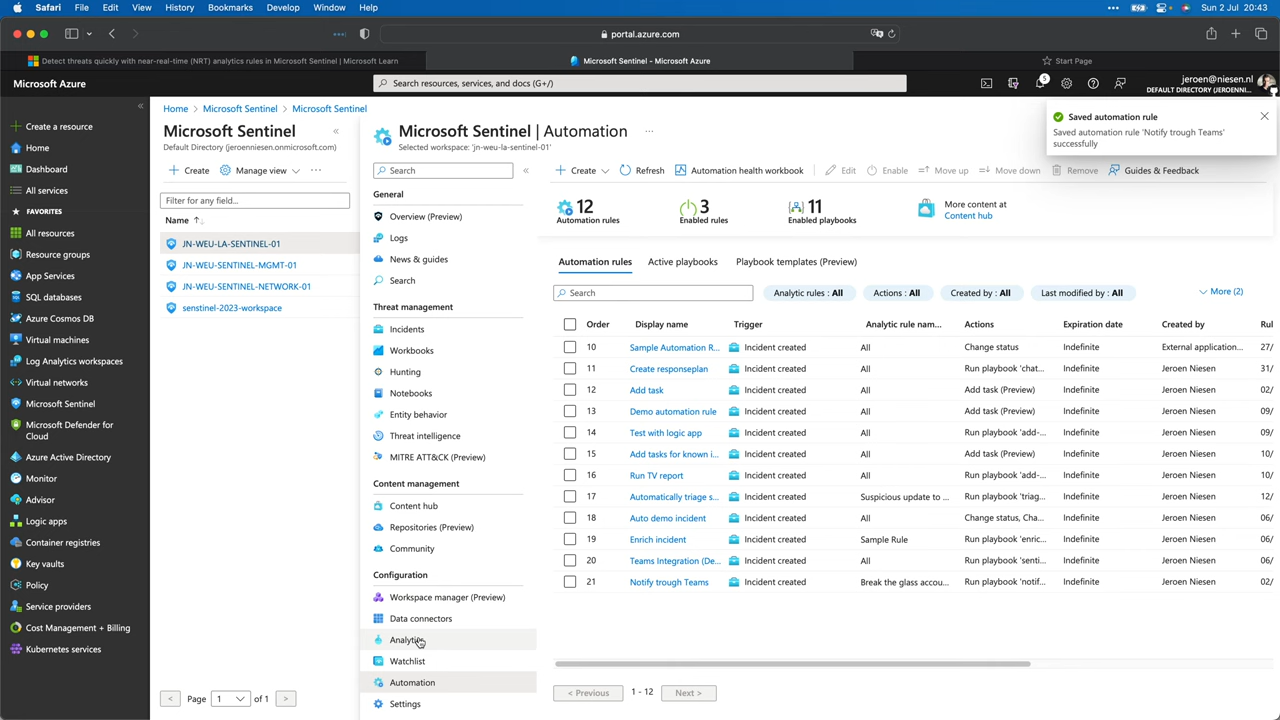 Safari File Edit View History Bookmarks Develop Window Help
Sun 2 Jul 20:43
portal.azure.com
Detect threats quickly with near-real-time (NRT) analytics rules in Microsoft Sentinel | Microsoft Learn
Microsoft Sentinel - Microsoft Azure
Start Page
Microsoft Azure
Search resources, services, and docs (G+/)
5
jeroen@niesen.nl
DEFAULT DIRECTORY (JEROENNI...
Create a resource
Home
Dashboard
All services
FAVORITES
All resources
Resource groups
App Services
SQL databases
Azure Cosmos DB
Virtual machines
Log Analytics workspaces
Virtual networks
Microsoft Sentinel
Microsoft Defender for
Cloud
Azure Active Directory
Monitor
Advisor
Logic apps
Container registries
Key vaults
Policy
Service providers
Cost Management + Billing
Kubernetes services
Home > Microsoft Sentinel > Microsoft Sentinel
Microsoft Sentinel
Default Directory (jeroenniesen.onmicrosoft.com)
Create Manage view ...
Filter for any field...
Name
JN-WEU-LA-SENTINEL-01
JN-WEU-SENTINEL-MGMT-01
JN-WEU-SENTINEL-NETWORK-01
senstinel-2023-workspace
< Page 1 of 1 >
Microsoft Sentinel | Automation ...
Selected workspace: 'jn-weu-la-sentinel-01'
Search
General
Overview (Preview)
Logs
News & guides
Search
Threat management
Incidents
Workbooks
Hunting
Notebooks
Entity behavior
Threat intelligence
MITRE ATT&CK (Preview)
Content management
Content hub
Repositories (Preview)
Community
Configuration
Workspace manager (Preview)
Data connectors
Analytics
Watchlist
Automation
Settings
Saved automation rule
Saved automation rule 'Notify trough Teams'
successfully
Create Refresh Automation health workbook Edit Enable Move up Move down Remove Guides & Feedback
12
Automation rules
3
Enabled rules
11
Enabled playbooks
More content at
Content hub
Automation rules Active playbooks Playbook templates (Preview)
Search
Analytic rules : All Actions : All Created by : All Last modified by : All More (2)
Order Display name Trigger Analytic rule nam... Actions Expiration date Created by Rul
10 Sample Automation R... Incident created All Change status Indefinite External application... 27/
11 Create responseplan Incident created All Run playbook 'chat... Indefinite Jeroen Niesen 31/
12 Add task Incident created All Add task (Preview) Indefinite Jeroen Niesen 02/
13 Demo automation rule Incident created All Add task (Preview) Indefinite Jeroen Niesen 09/
14 Test with logic app Incident created All Run playbook 'add-... Indefinite Jeroen Niesen 09/
15 Add tasks for known i... Incident created All Add task (Preview) Indefinite Jeroen Niesen 10/
16 Run TV report Incident created All Run playbook 'add-... Indefinite Jeroen Niesen 10/
17 Automatically triage s... Incident created Suspicious update to ... Run playbook 'triag... Indefinite Jeroen Niesen 12/
18 Auto demo incident Incident created All Change status, Cha... Indefinite Jeroen Niesen 06/
19 Enrich incident Incident created Sample Rule Run playbook 'enric... Indefinite Jeroen Niesen 06/
20 Teams Integration (De... Incident created All Run playbook 'senti... Indefinite Jeroen Niesen 06/
21 Notify trough Teams Incident created Break the glass accou... Run playbook 'notif... Indefinite Jeroen Niesen 02/
< Previous 1 - 12 Next >